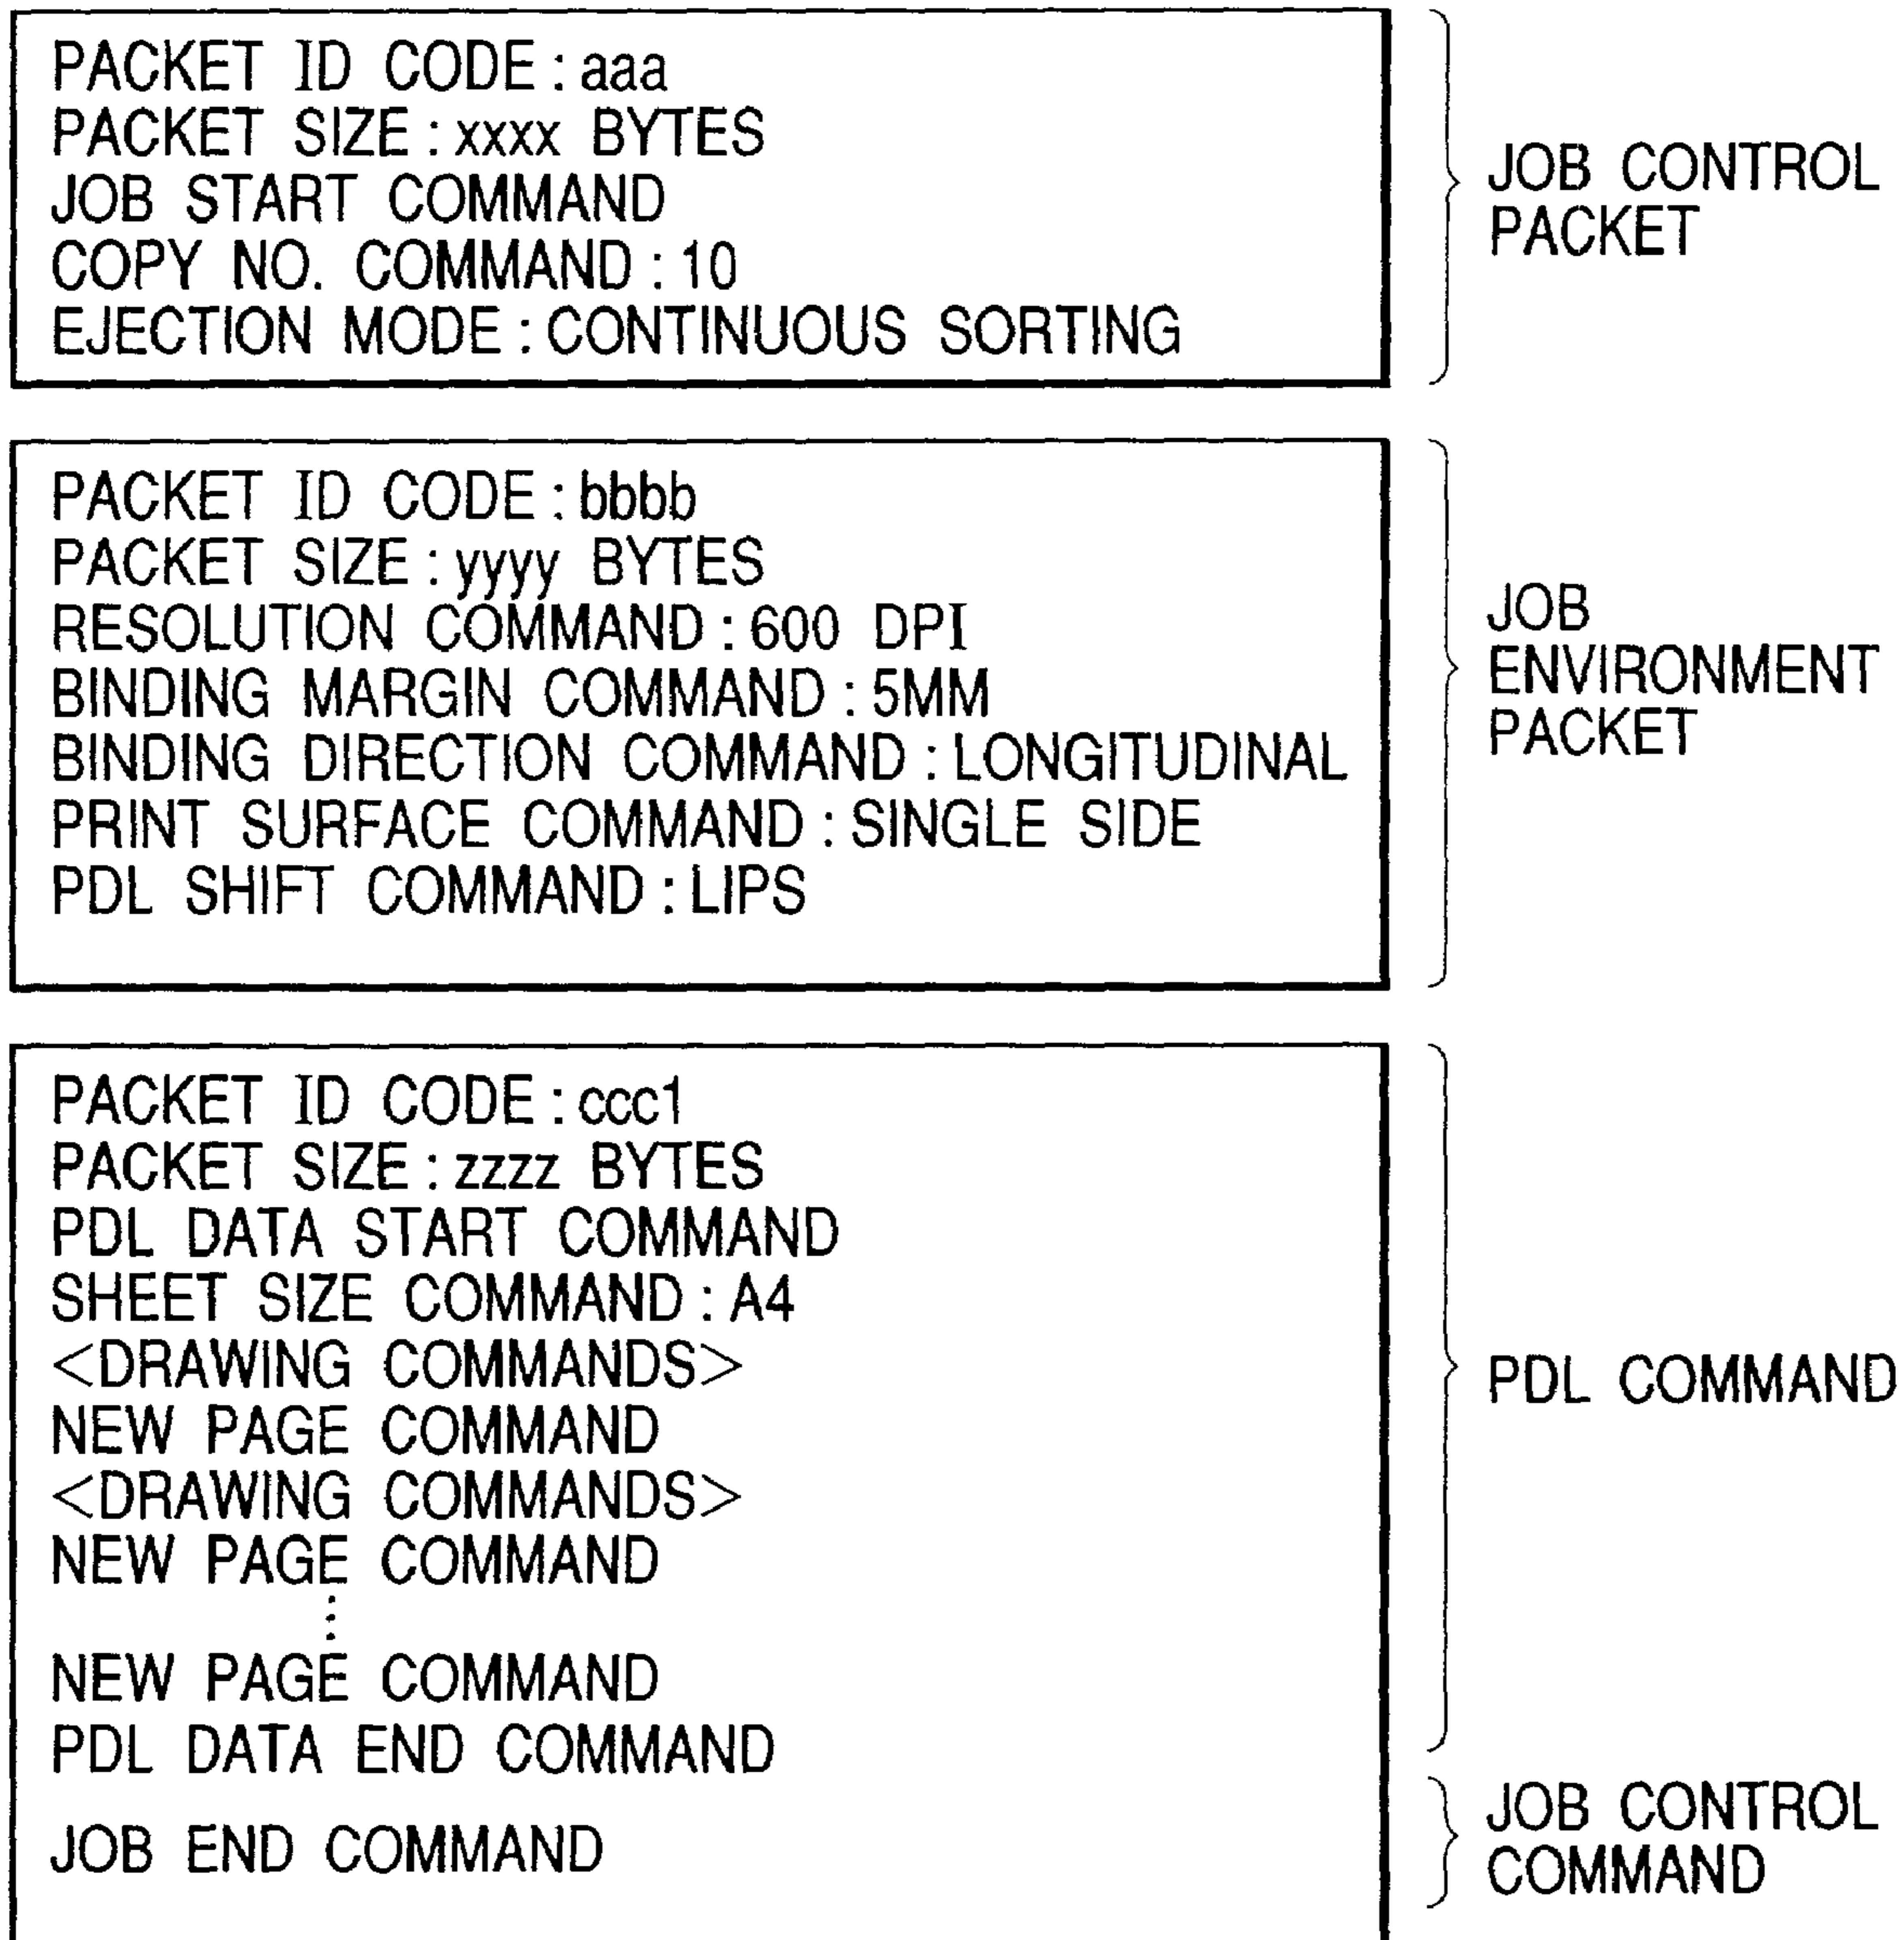 PACKET ID CODE : aaa
PACKET SIZE : xxxx BYTES
JOB START COMMAND
COPY NO. COMMAND : 10
EJECTION MODE : CONTINUOUS SORTING
JOB CONTROL
PACKET
PACKET ID CODE : bbbb
PACKET SIZE : yyyy BYTES
RESOLUTION COMMAND : 600 DPI
BINDING MARGIN COMMAND : 5MM
BINDING DIRECTION COMMAND : LONGITUDINAL
PRINT SURFACE COMMAND : SINGLE SIDE
PDL SHIFT COMMAND : LIPS
JOB
ENVIRONMENT
PACKET
PACKET ID CODE : ccc1
PACKET SIZE : zzzz BYTES
PDL DATA START COMMAND
SHEET SIZE COMMAND : A4
<DRAWING COMMANDS>
NEW PAGE COMMAND
<DRAWING COMMANDS>
NEW PAGE COMMAND
⋮
NEW PAGE COMMAND
PDL DATA END COMMAND
PDL COMMAND
JOB END COMMAND
JOB CONTROL
COMMAND